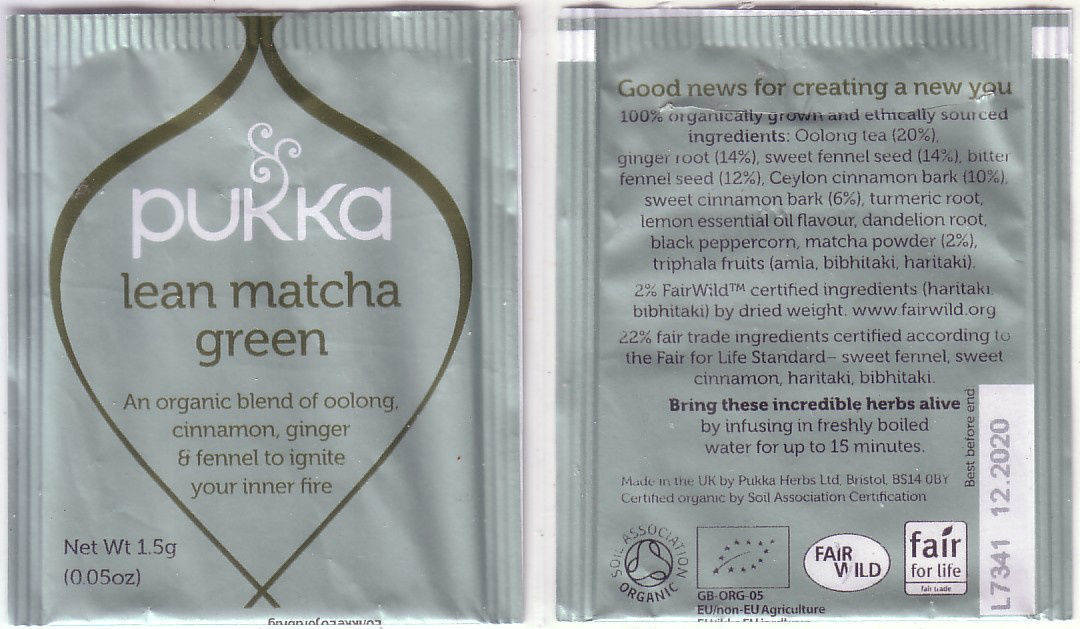 pukka
lean matcha
green
An organic blend of oolong,
cinnamon, ginger
& fennel to ignite
your inner fire
Net Wt 1.5g
(0.05oz)
Good news for creating a new you
100% organically grown and ethically sourced
ingredients: Oolong tea (20%),
ginger root (14%), sweet fennel seed (14%), bitter
fennel seed (12%), Ceylon cinnamon bark (10%),
sweet cinnamon bark (6%), turmeric root,
lemon essential oil flavour, dandelion root,
black peppercorn, matcha powder (2%),
triphala fruits (amla, bibhitaki, haritaki).
2% FairWild™ certified ingredients (haritaki
bibhitaki) by dried weight. www.fairwild.org
22% fair trade ingredients certified according to
the Fair for Life Standard– sweet fennel, sweet
cinnamon, haritaki, bibhitaki.
Bring these incredible herbs alive
by infusing in freshly boiled
water for up to 15 minutes.
Made in the UK by Pukka Herbs Ltd, Bristol, BS14 0BY
Certified organic by Soil Association Certification
Best before end
L7341 12.2020
SOIL ASSOCIATION
ORGANIC
GB-ORG-05
EU/non-EU Agriculture
FAIR
WILD
fair
for life
fair trade